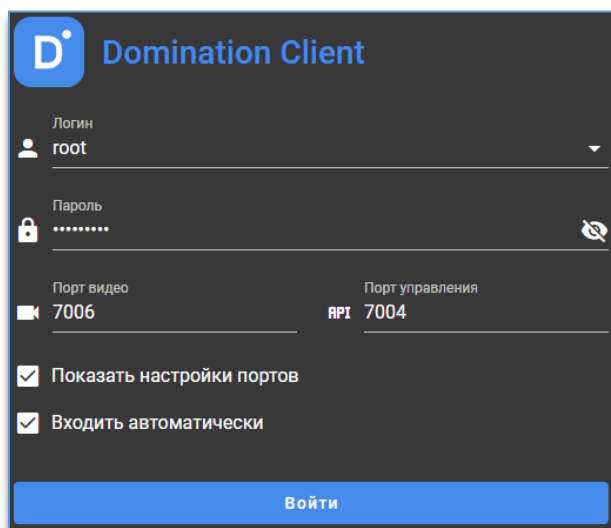 D
Domination Client
Логин
root
Пароль
•••••••••
Порт видео
Порт управления
7006
API 7004
Показать настройки портов
Входить автоматически
Войти